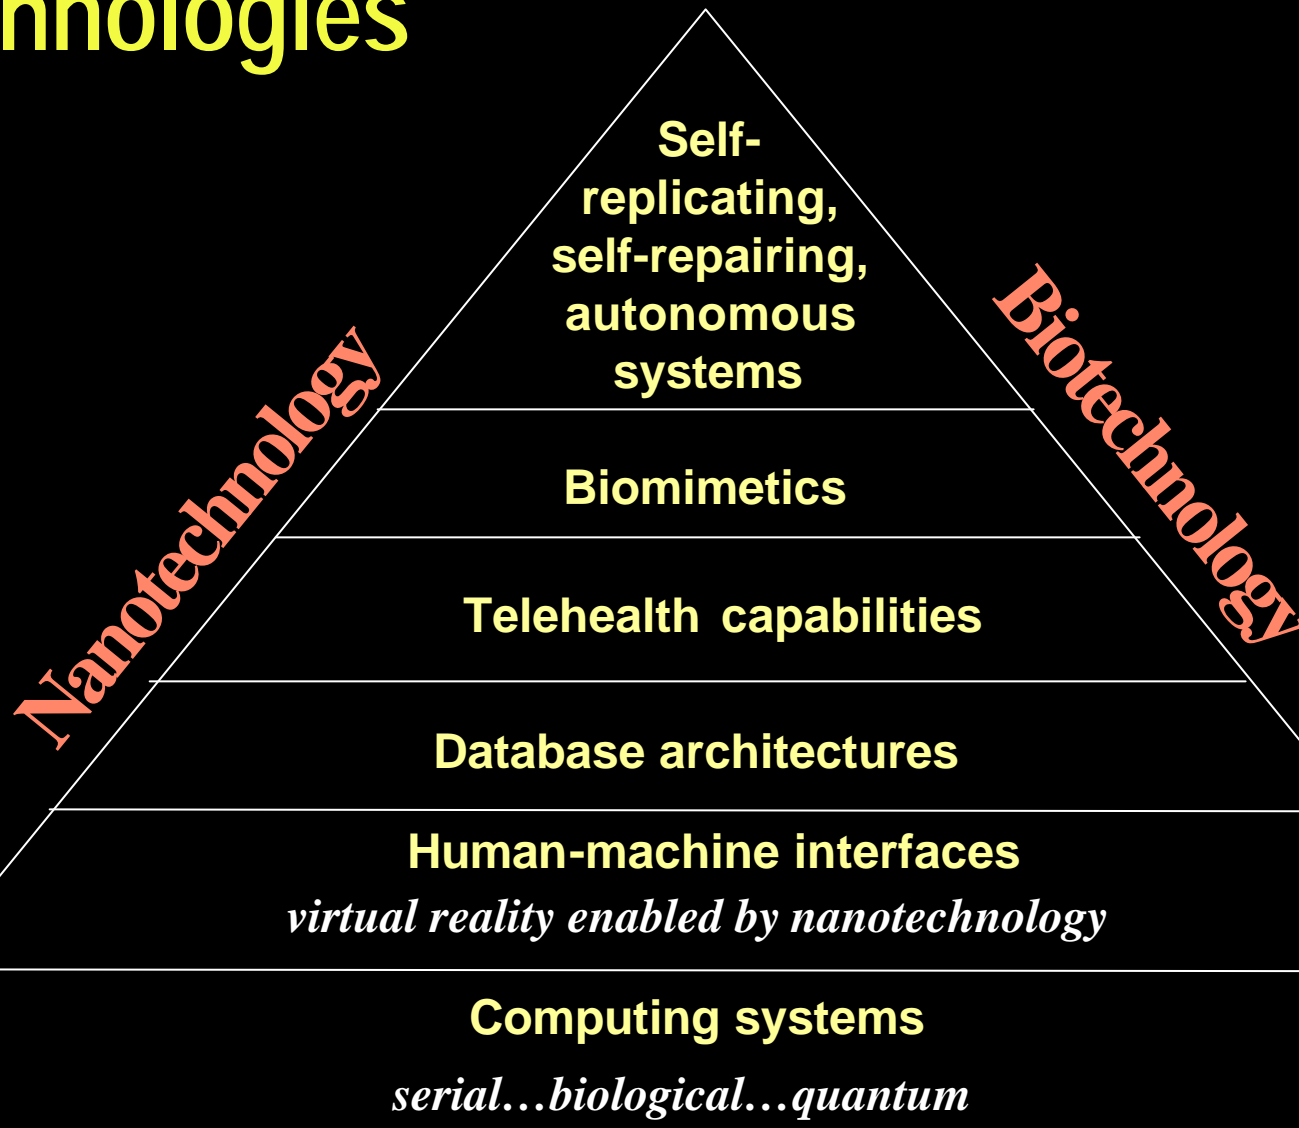 hnologies
Self-
replicating,
self-repairing,
autonomous
systems
Nanotechnology
Biotechnology
Biomimetics
Telehealth capabilities
Database architectures
Human-machine interfaces
virtual reality enabled by nanotechnology
Computing systems
serial…biological…quantum